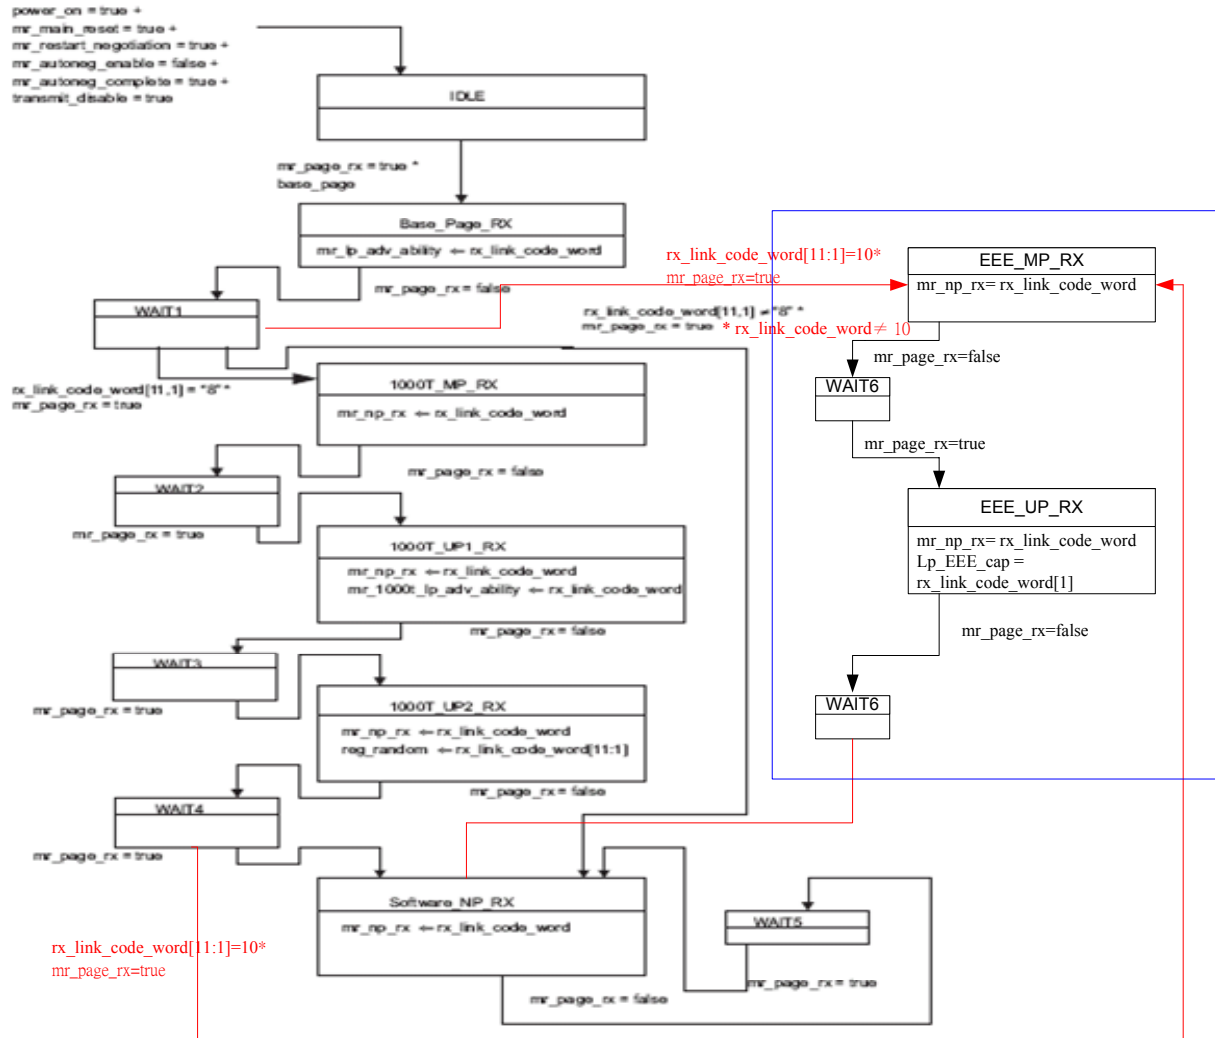 power_on = true +
mr_main_reset = true +
mr_restart_negotiation = true +
mr_autoneg_enable = false +
mr_autoneg_complete = true +
transmit_disable = true
IDLE
mr_page_rx = true *
base_page
Base_Page_RX
mr_lp_adv_ability ⇐ rx_link_code_word
mr_page_rx = false
WAIT1
rx_link_code_word[11:1]=10*
mr_page_rx=true
rx_link_code_word[11,1] ≠ "8" *
mr_page_rx = true * rx_link_code_word≠ 10
rx_link_code_word[11,1] = "8" *
mr_page_rx = true
1000T_MP_RX
mr_np_rx ⇐ rx_link_code_word
mr_page_rx = false
WAIT2
mr_page_rx = true
1000T_UP1_RX
mr_np_rx ⇐ rx_link_code_word
mr_1000t_lp_adv_ability ⇐ rx_link_code_word
mr_page_rx = false
WAIT3
mr_page_rx = true
1000T_UP2_RX
mr_np_rx ⇐ rx_link_code_word
reg_random ⇐ rx_link_code_word[11:1]
mr_page_rx = false
WAIT4
mr_page_rx = true
Software_NP_RX
mr_np_rx ⇐ rx_link_code_word
mr_page_rx = false
WAIT5
mr_page_rx = true
rx_link_code_word[11:1]=10*
mr_page_rx=true
EEE_MP_RX
mr_np_rx= rx_link_code_word
mr_page_rx=false
WAIT6
mr_page_rx=true
EEE_UP_RX
mr_np_rx= rx_link_code_word
Lp_EEE_cap =
rx_link_code_word[1]
mr_page_rx=false
WAIT6